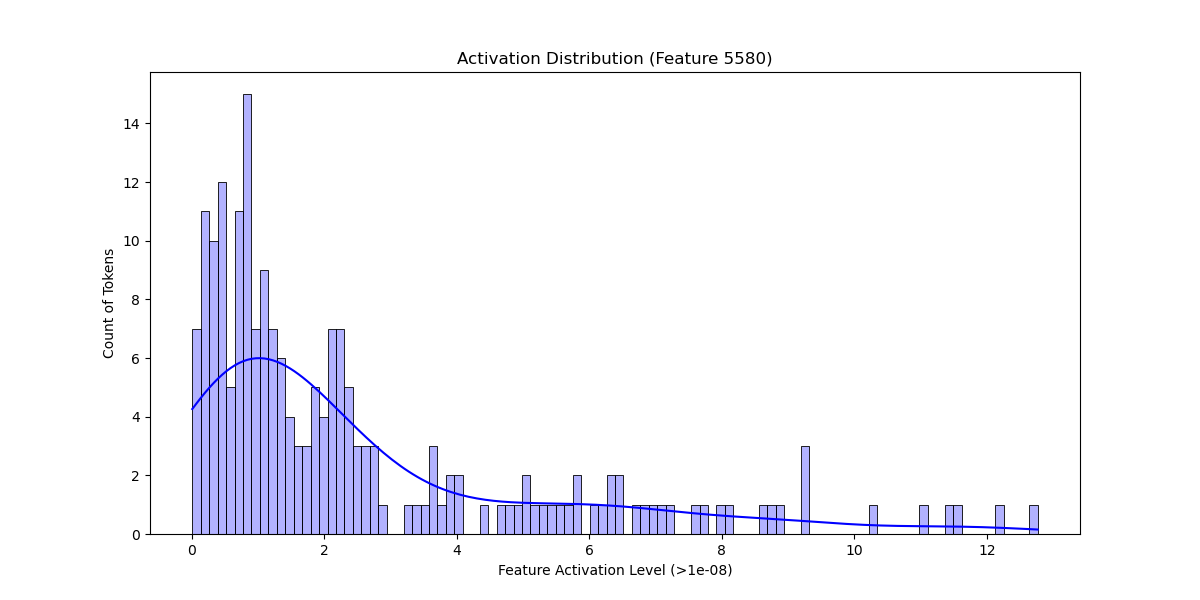 Activation Distribution (Feature 5580)
Count of Tokens
14
12
10
8
6
4
2
0
0 2 4 6 8 10 12
Feature Activation Level (>1e-08)